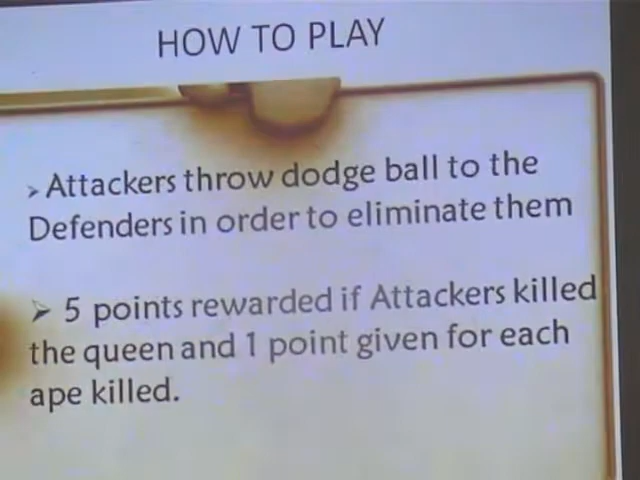 HOW TO PLAY
➢ Attackers throw dodge ball to the
Defenders in order to eliminate them
➢ 5 points rewarded if Attackers killed
the queen and 1 point given for each
ape killed.